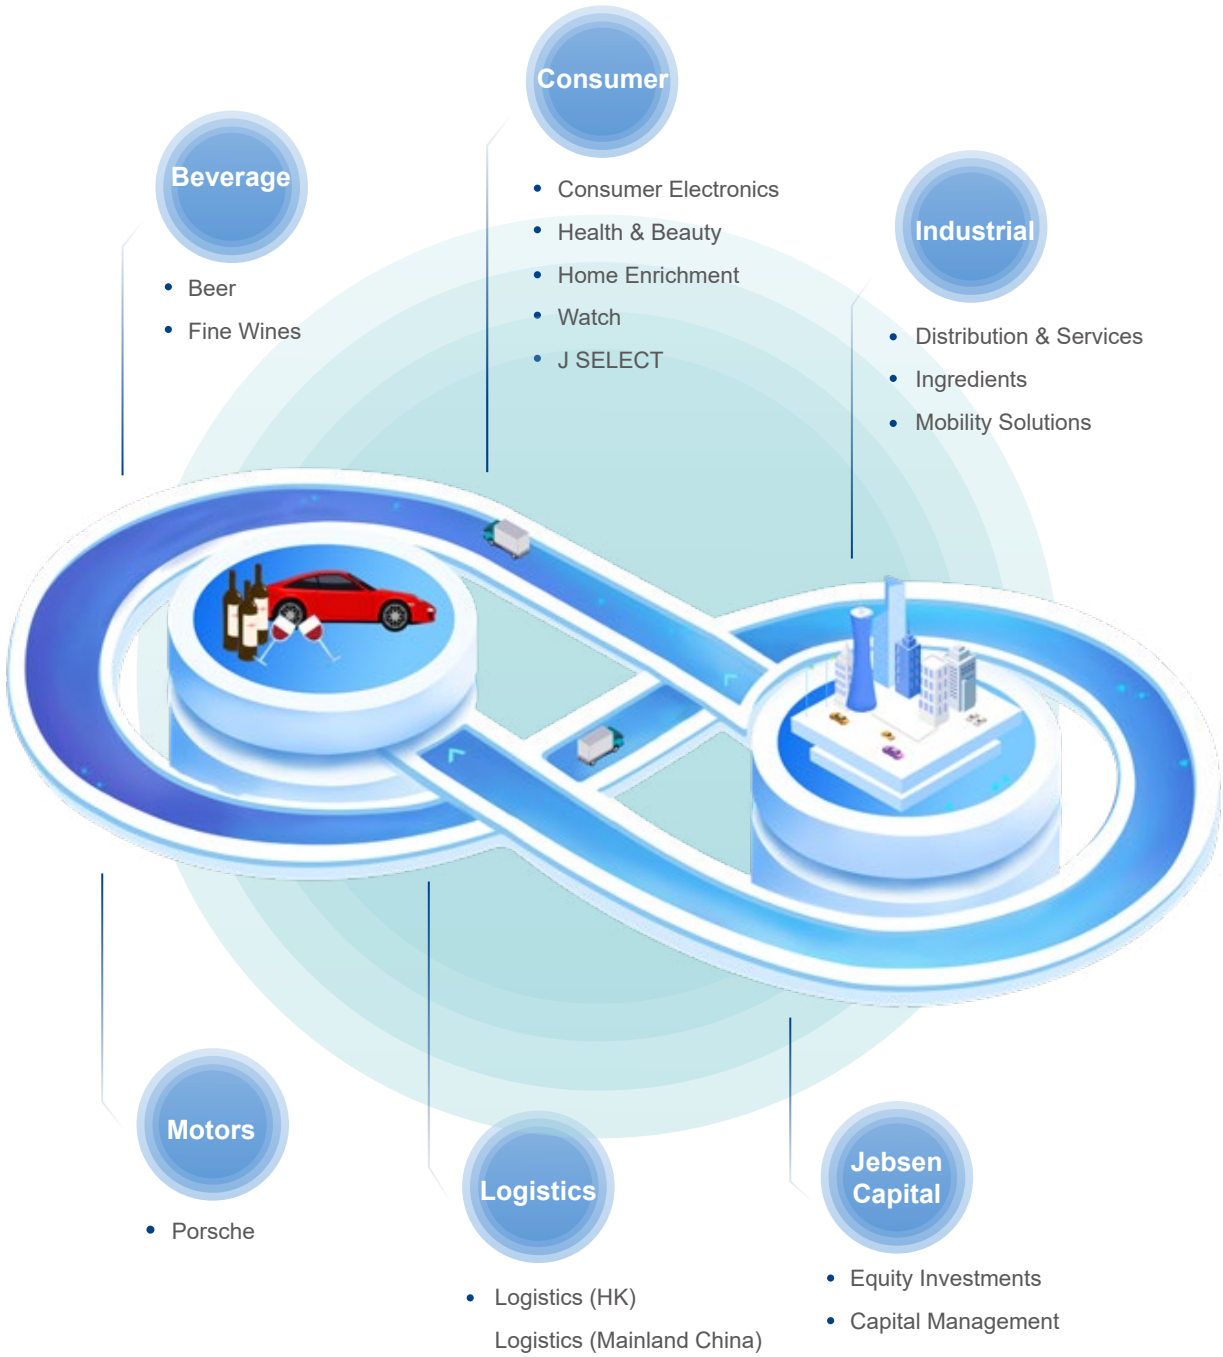 Consumer
• Consumer Electronics
• Health & Beauty
• Home Enrichment
• Watch
• J SELECT
Beverage
• Beer
• Fine Wines
Industrial
• Distribution & Services
• Ingredients
• Mobility Solutions
Motors
• Porsche
Logistics
• Logistics (HK)
Logistics (Mainland China)
Jebsen
Capital
• Equity Investments
• Capital Management